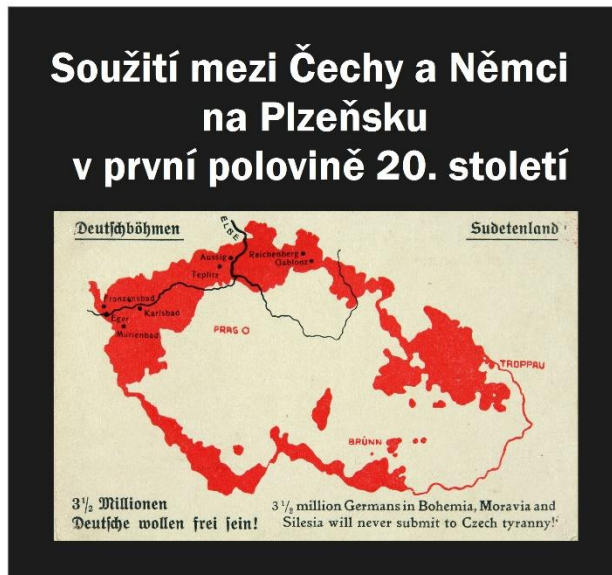 Soužití mezi Čechy a Němci
na Plzeňsku
v první polovině 20. století
Deutſchböhmen
Sudetenland
ELBE
Aussig
Reichenberg
Gablonz
Teplitz
Franzensbad
Eger
Karlsbad
Marienbad
PRAG
TROPPAU
BRÜNN
3½ Millionen
Deutſche wollen frei ſein!
3½ million Germans in Bohemia, Moravia and
Silesia will never submit to Czech tyranny!